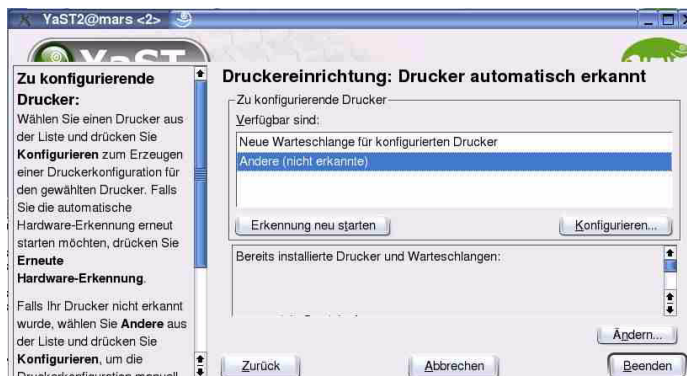 YaST2@mars <2>
YaST
Zu konfigurierende
Drucker:
Wählen Sie einen Drucker aus
der Liste und drücken Sie
Konfigurieren zum Erzeugen
einer Druckerkonfiguration für
den gewählten Drucker. Falls
Sie die automatische
Hardware-Erkennung erneut
starten möchten, drücken Sie
Erneute
Hardware-Erkennung.
Falls Ihr Drucker nicht erkannt
wurde, wählen Sie Andere aus
der Liste und drücken Sie
Konfigurieren, um die
Druckerkonfiguration manuell
Druckereinrichtung: Drucker automatisch erkannt
Zu konfigurierende Drucker
Verfügbar sind:
Neue Warteschlange für konfigurierten Drucker
Andere (nicht erkannte)
Erkennung neu starten
Konfigurieren...
Bereits installierte Drucker und Warteschlangen:
Ändern...
Zurück
Abbrechen
Beenden